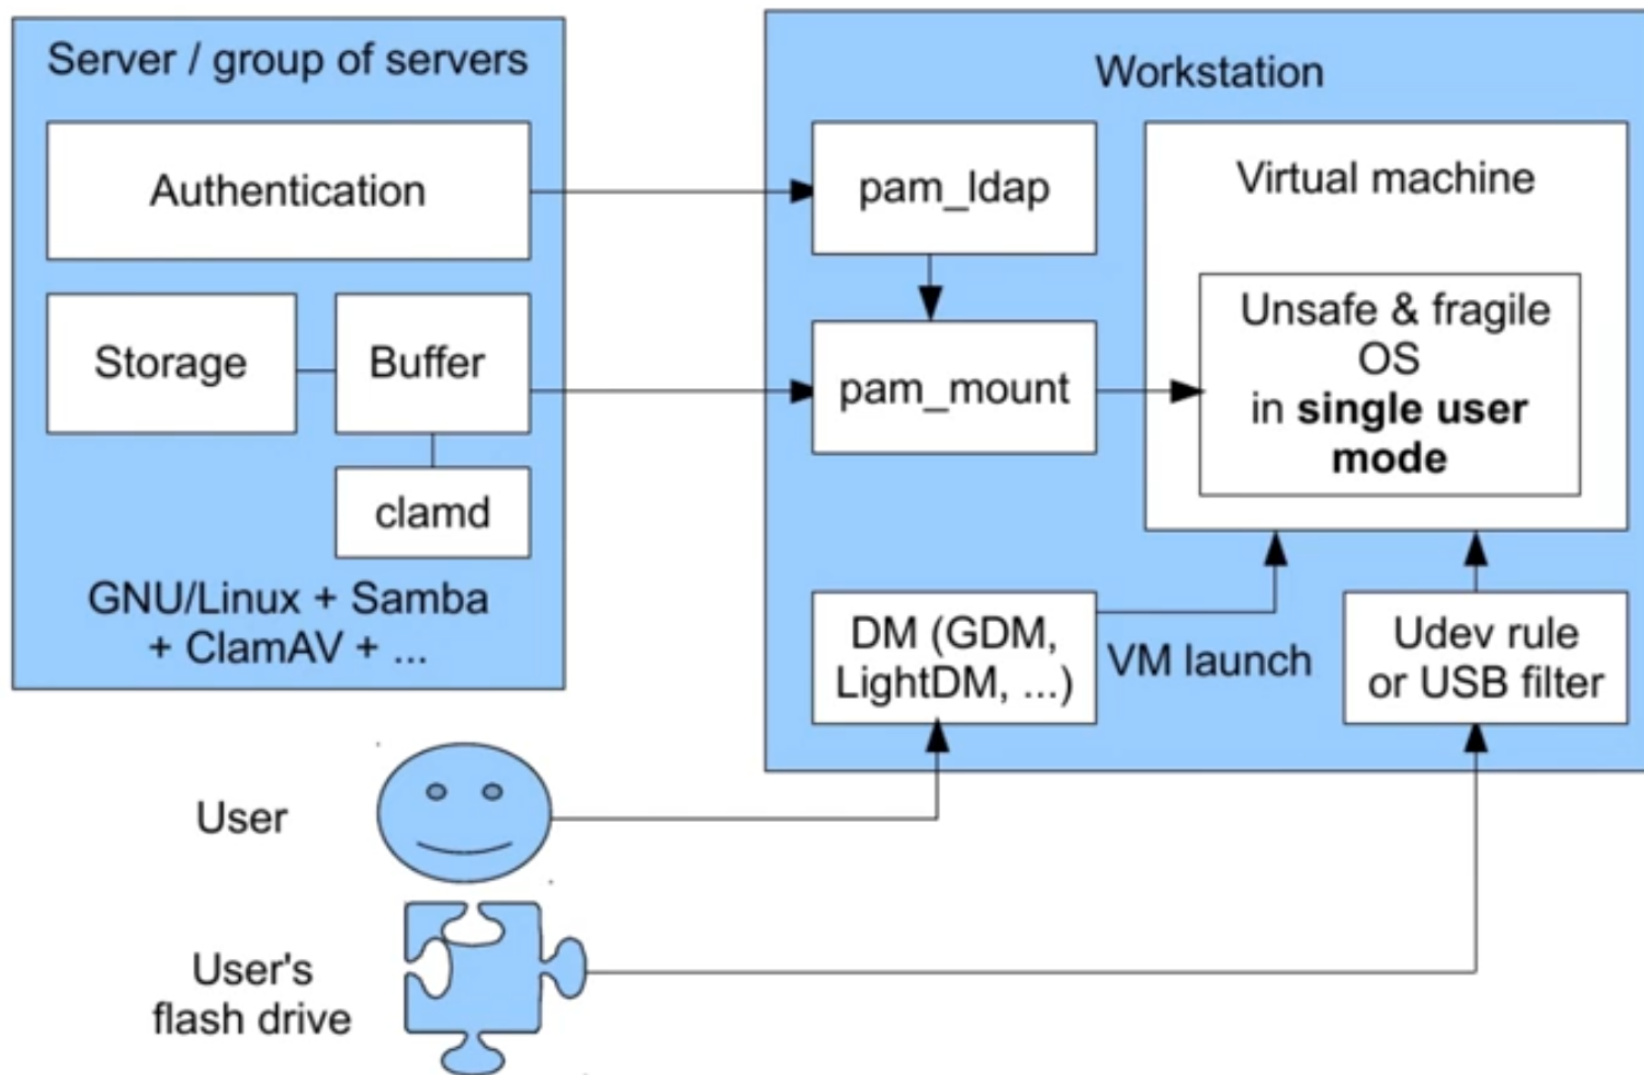 Server / group of servers
Authentication
Storage
Buffer
clamd
GNU/Linux + Samba
+ ClamAV + ...
Workstation
pam_ldap
pam_mount
Virtual machine
Unsafe & fragile
OS
in single user
mode
DM (GDM,
LightDM, ...)
VM launch
Udev rule
or USB filter
User
User's
flash drive